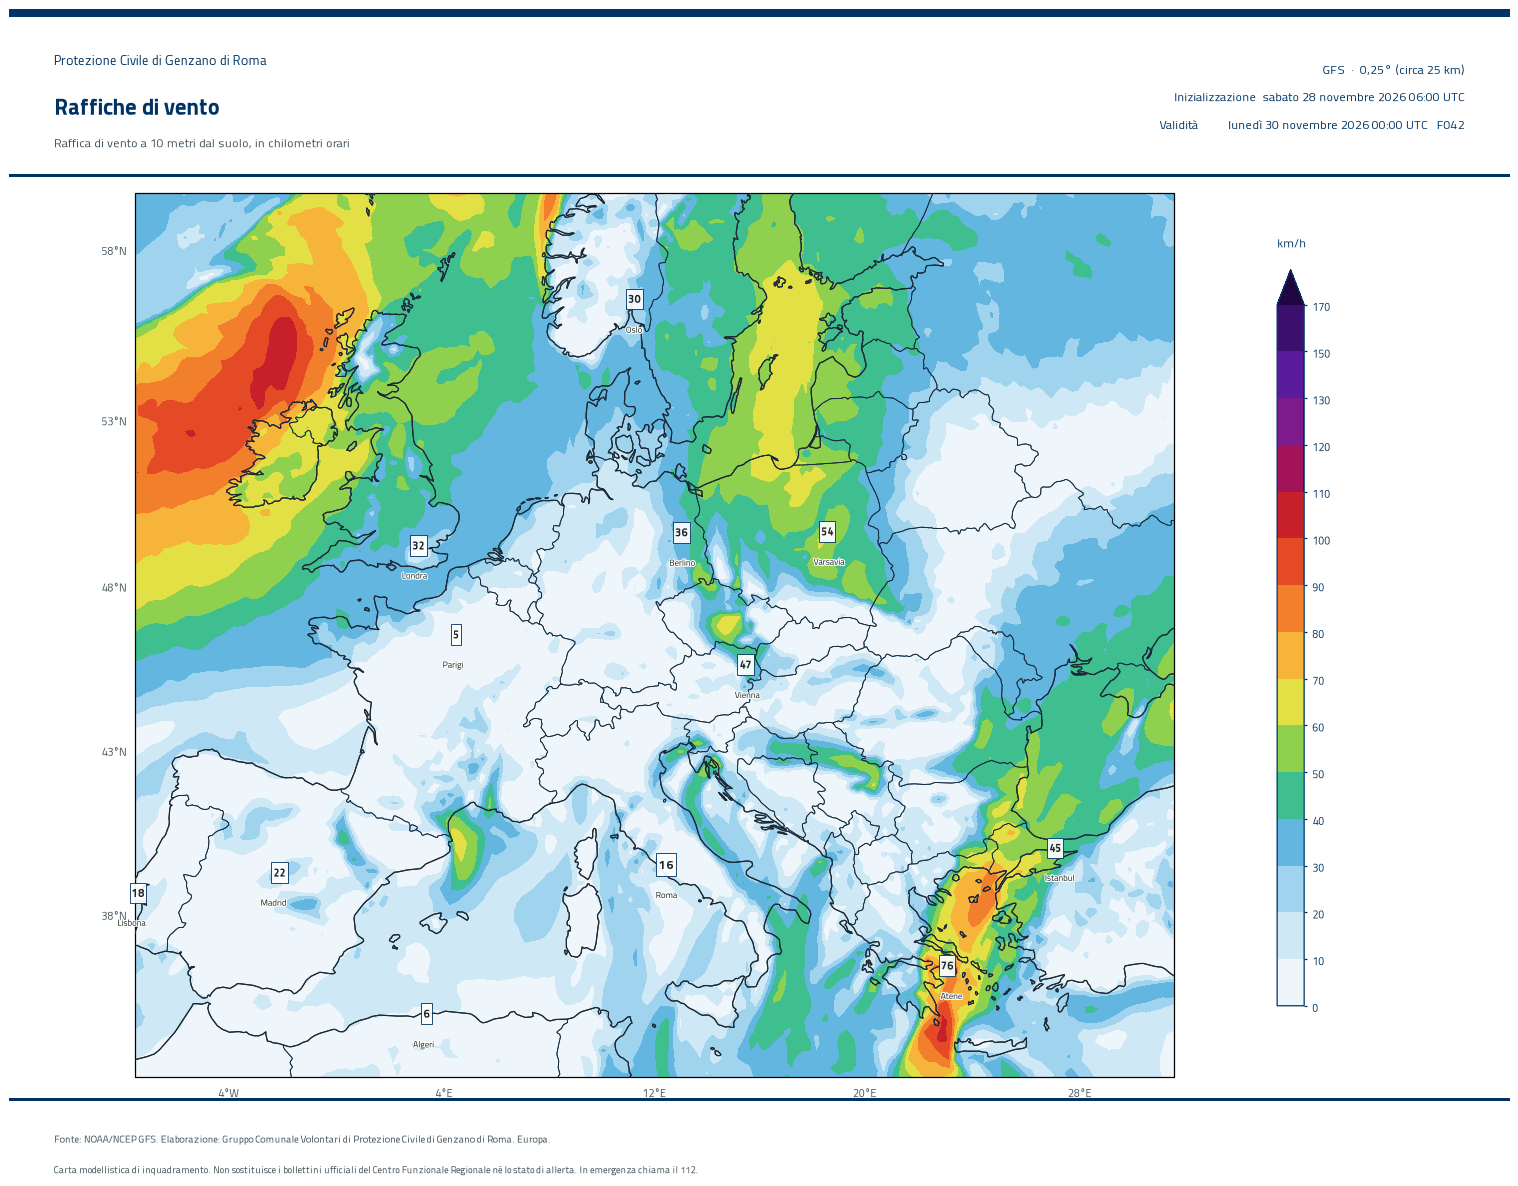 Protezione Civile di Genzano di Roma
GFS · 0,25° (circa 25 km)
Raffiche di vento
Inizializzazione sabato 28 novembre 2026 06:00 UTC
Validità lunedì 30 novembre 2026 00:00 UTC F042
Raffica di vento a 10 metri dal suolo, in chilometri orari
km/h
58°N
53°N
48°N
43°N
38°N
30
Oslo
32
Londra
36
Berlino
54
Varsavia
5
Parigi
47
Vienna
45
Istanbul
16
Roma
22
Madrid
18
Lisbona
76
Atene
6
Algeri
170
150
130
120
110
100
90
80
70
60
50
40
30
20
10
0
4°W
4°E
12°E
20°E
28°E
Fonte: NOAA/NCEP GFS. Elaborazione: Gruppo Comunale Volontari di Protezione Civile di Genzano di Roma. Europa.
Carta modellistica di inquadramento. Non sostituisce i bollettini ufficiali del Centro Funzionale Regionale né lo stato di allerta. In emergenza chiama il 112.